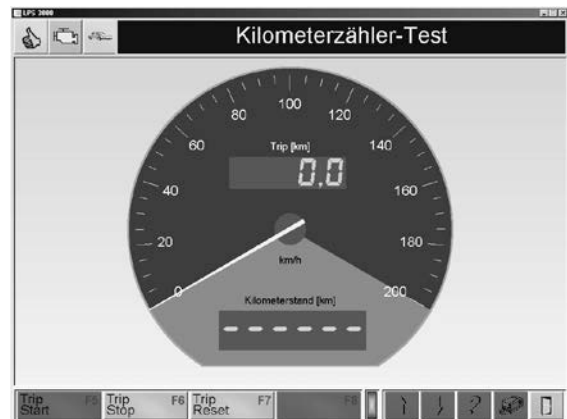 LPS 3000
Kilometerzähler-Test
100
80
120
60
140
Trip [km]
0,0
40
160
20
180
km/h
0
200
Kilometerstand [km]
------
Trip Start F5
Trip Stop F6
Trip Reset F7
F8